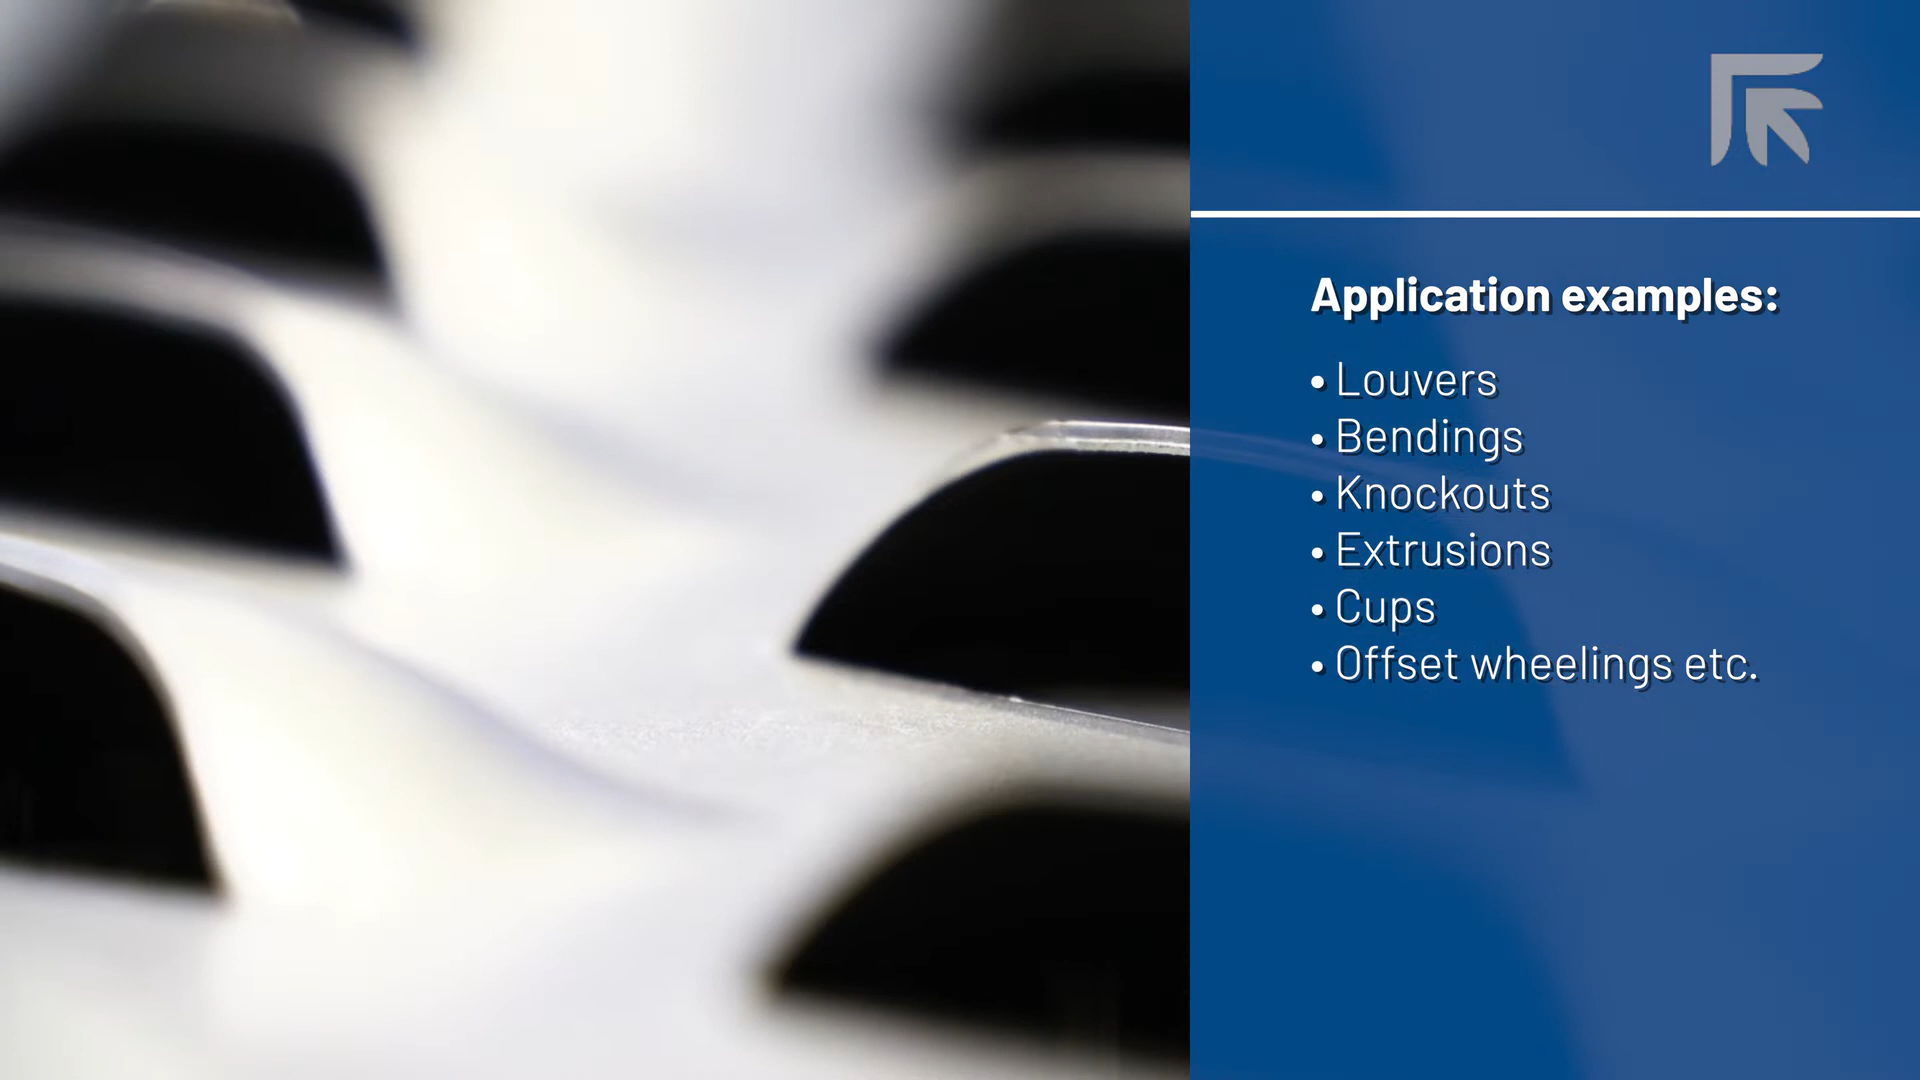 Application examples:
• Louvers
• Bendings
• Knockouts
• Extrusions
• Cups
• Offset wheelings etc.